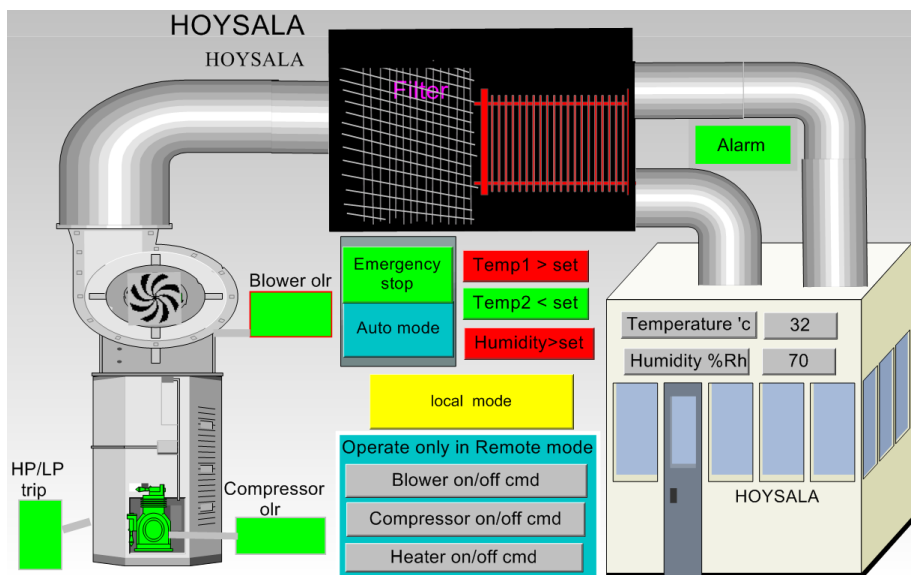 HOYSALA
HOYSALA
Filter
Alarm
Blower olr
Emergency
stop
Auto mode
Temp1 > set
Temp2 < set
Humidity>set
Temperature 'c
32
Humidity %Rh
70
local mode
Operate only in Remote mode
Blower on/off cmd
Compressor on/off cmd
Heater on/off cmd
HP/LP
trip
Compressor
olr
HOYSALA